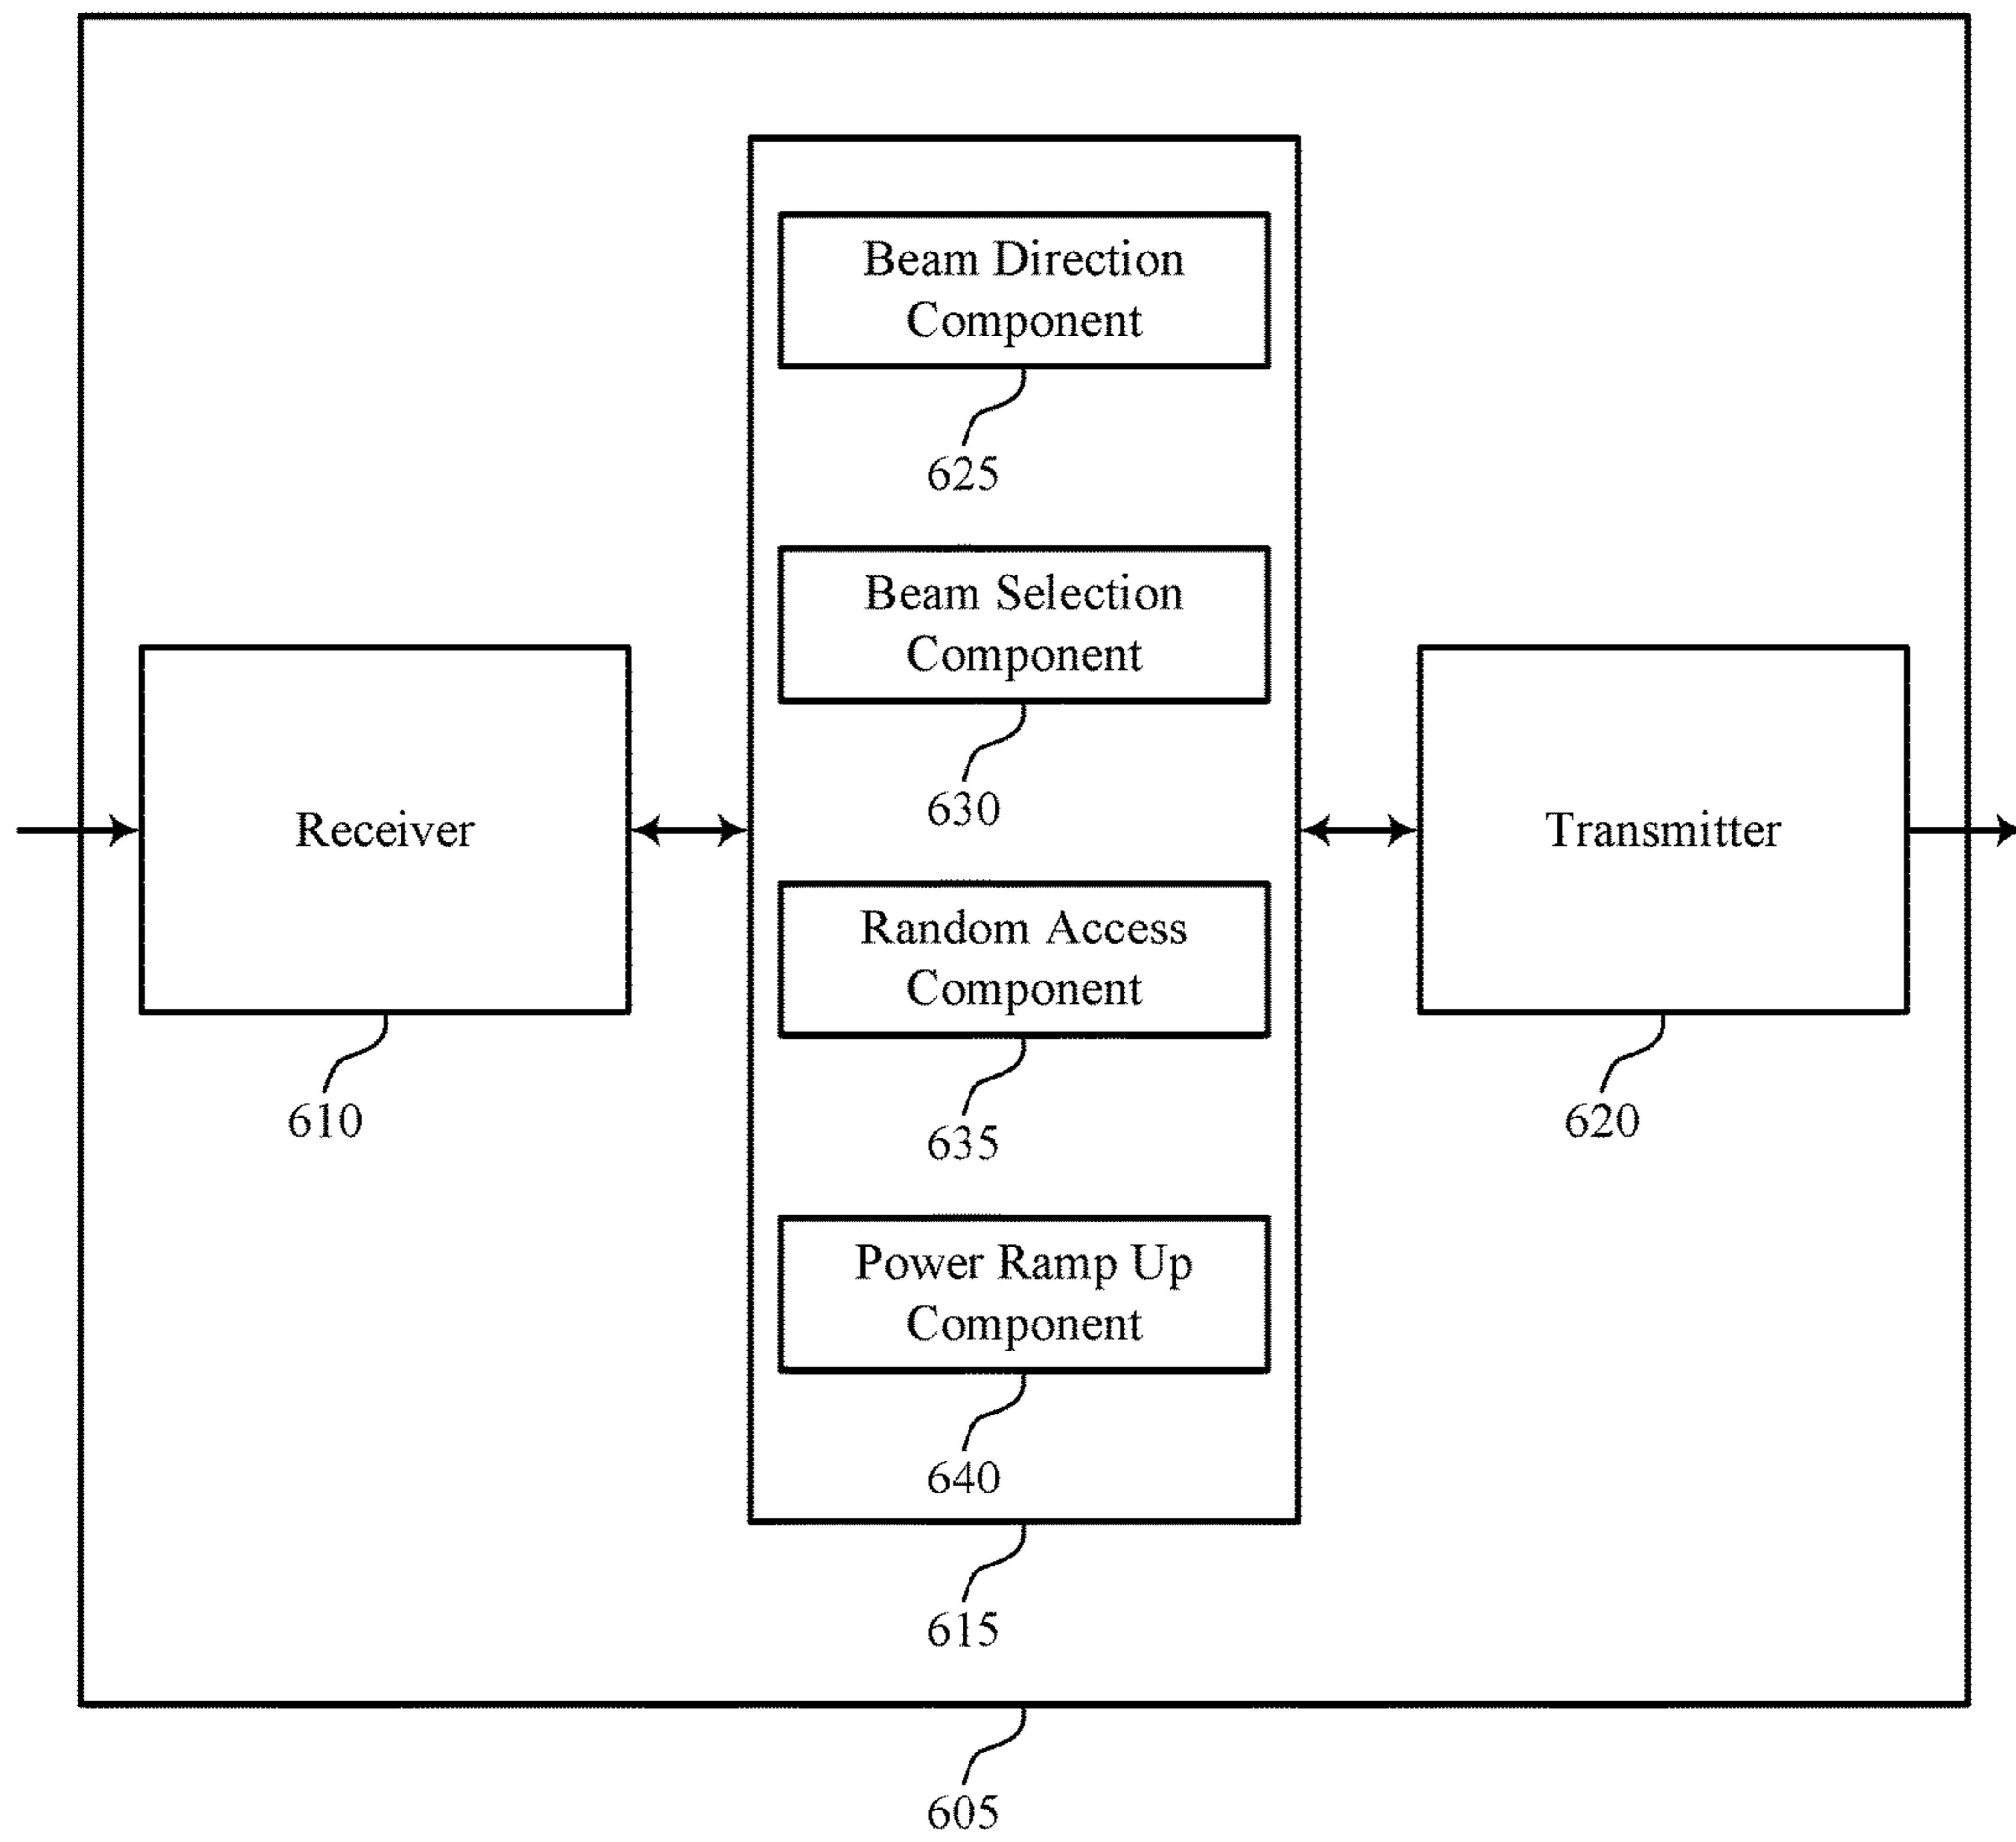 Beam Direction
Component
625
Beam Selection
Component
630
Receiver
610
Random Access
Component
635
Power Ramp Up
Component
640
Transmitter
620
615
605